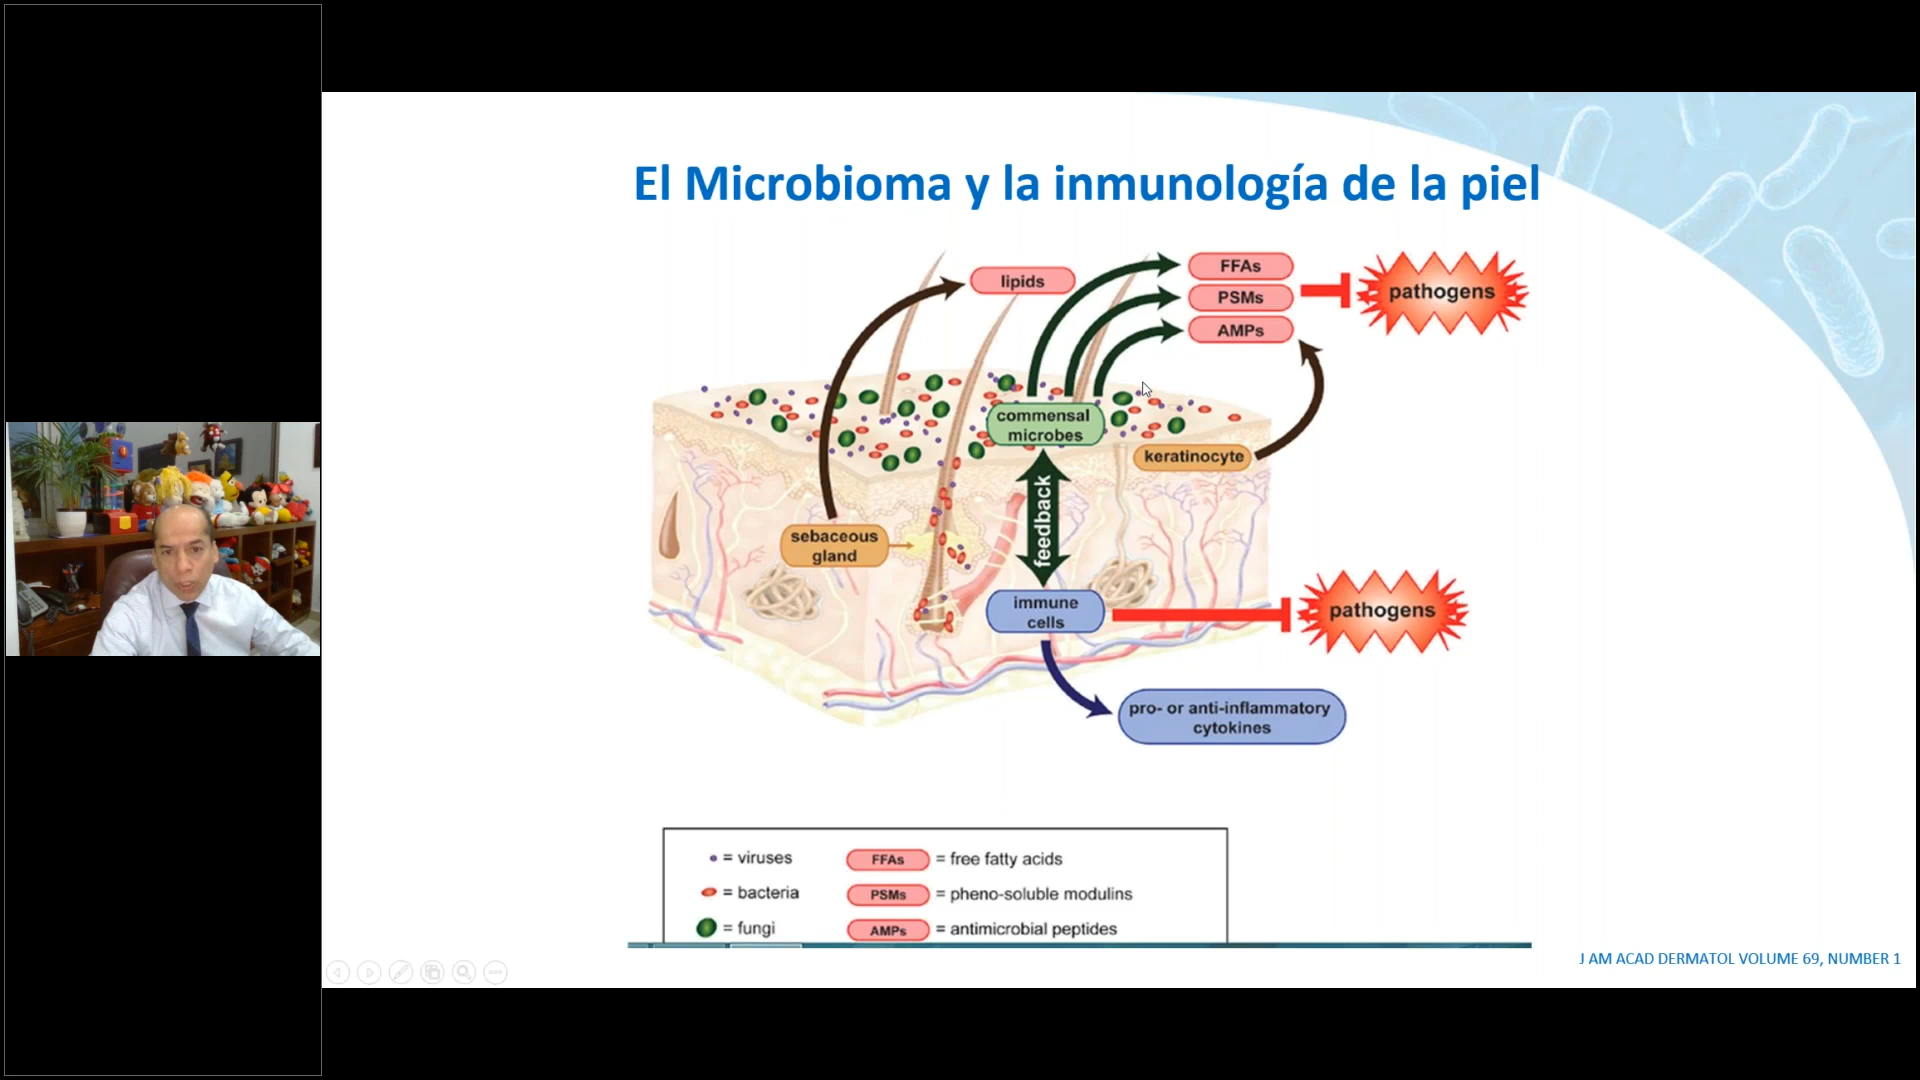 El Microbioma y la inmunología de la piel
lipids
FFAs
PSMs
AMPs
pathogens
commensal
microbes
keratinocyte
sebaceous
gland
feedback
immune
cells
pathogens
pro- or anti-inflammatory
cytokines
= viruses
FFAs = free fatty acids
= bacteria
PSMs = pheno-soluble modulins
= fungi
AMPs = antimicrobial peptides
J AM ACAD DERMATOL VOLUME 69, NUMBER 1